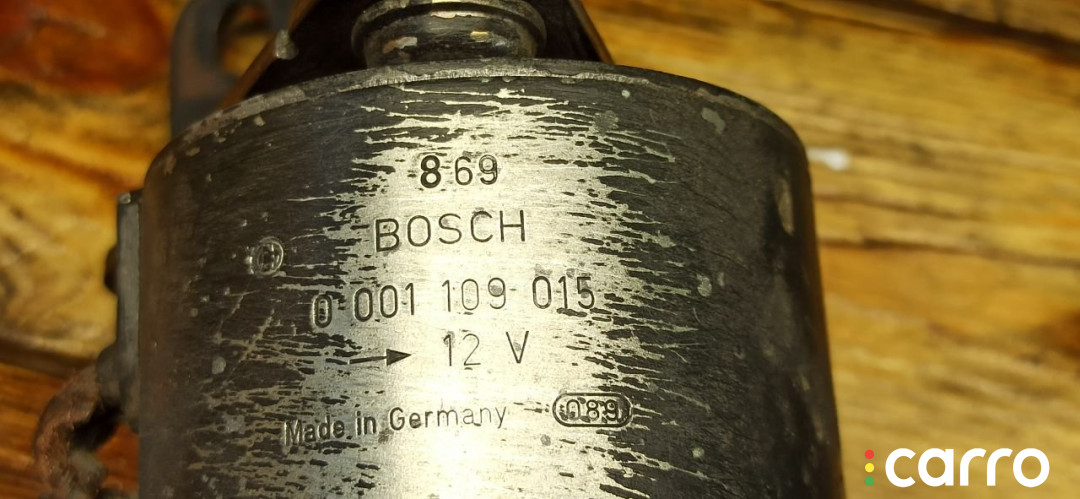 869
BOSCH
0 001 109 015
12 V
Made in Germany
089
carro